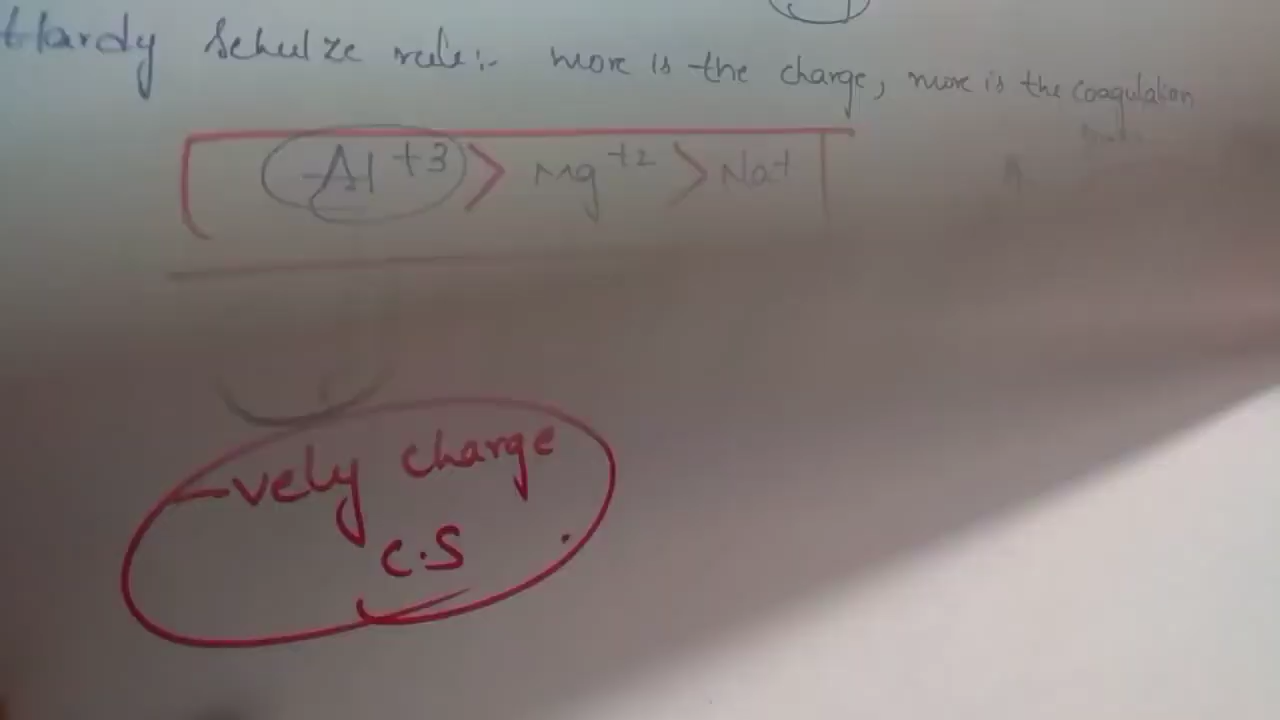 Hardy Schulze rule:- more is the charge, more is the coagulation
Al+3 > Mg+2 > Na+
-vely charge
C.S